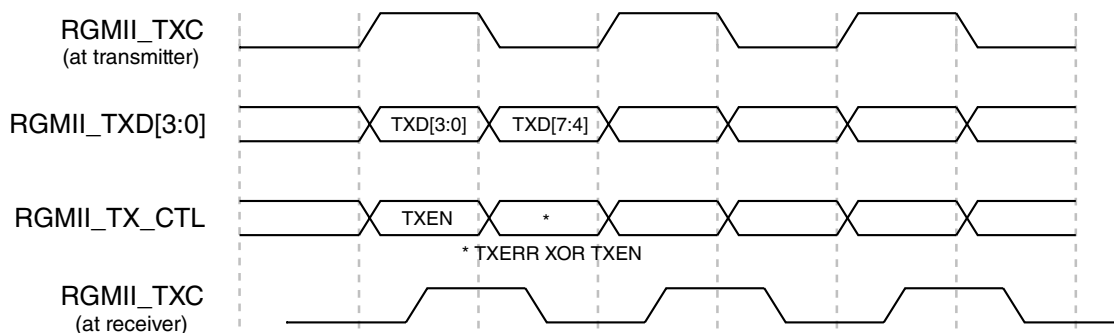 RGMII_TXC
(at transmitter)
RGMII_TXD[3:0]
TXD[3:0]
TXD[7:4]
RGMII_TX_CTL
TXEN
*
* TXERR XOR TXEN
RGMII_TXC
(at receiver)